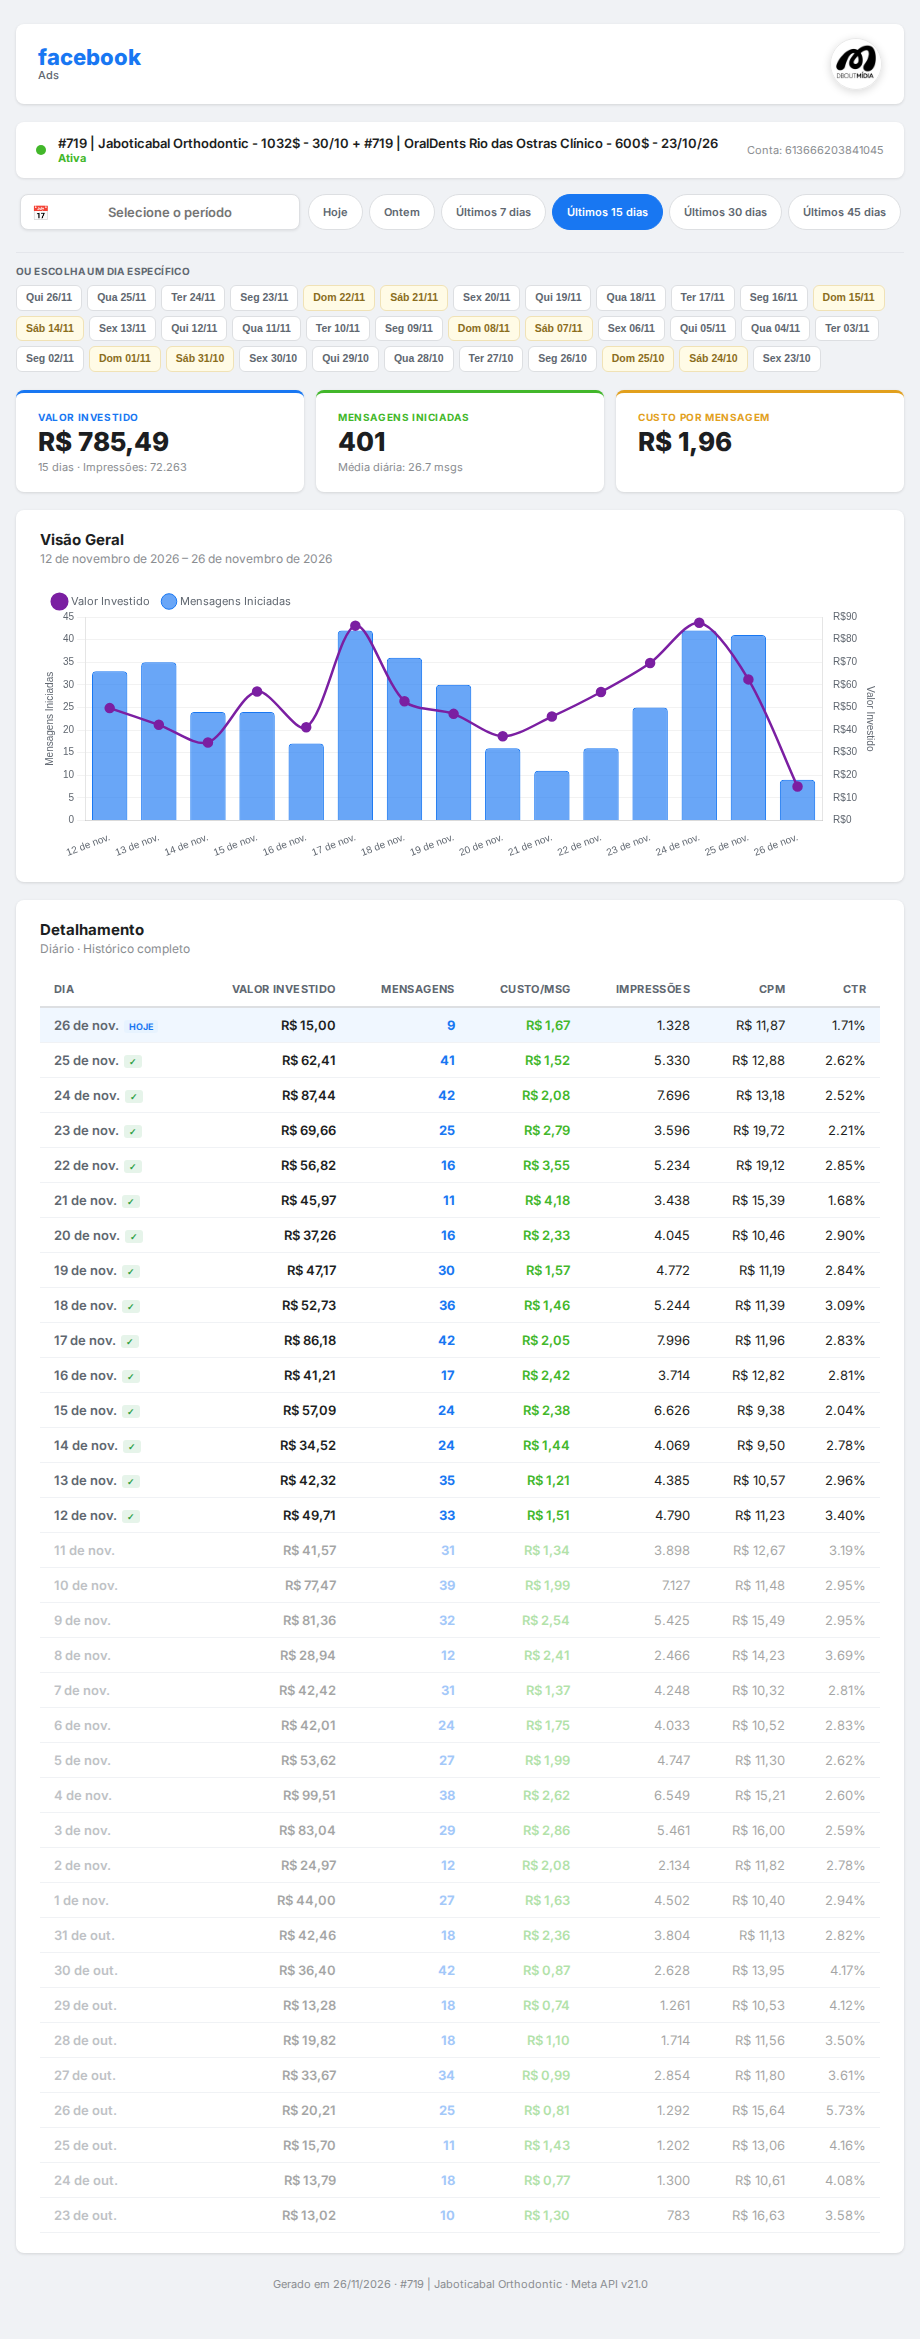 facebook
Ads
DBOUTMÍDIA
#719 | Jaboticabal Orthodontic - 1032$ - 30/10 + #719 | OralDents Rio das Ostras Clínico - 600$ - 23/10/26
Ativa
Conta: 613666203841045
Selecione o período Hoje Ontem Últimos 7 dias Últimos 15 dias Últimos 30 dias Últimos 45 dias
OU ESCOLHA UM DIA ESPECÍFICO
Qui 26/11 Qua 25/11 Ter 24/11 Seg 23/11 Dom 22/11 Sáb 21/11 Sex 20/11 Qui 19/11 Qua 18/11 Ter 17/11 Seg 16/11 Dom 15/11
Sáb 14/11 Sex 13/11 Qui 12/11 Qua 11/11 Ter 10/11 Seg 09/11 Dom 08/11 Sáb 07/11 Sex 06/11 Qui 05/11 Qua 04/11 Ter 03/11
Seg 02/11 Dom 01/11 Sáb 31/10 Sex 30/10 Qui 29/10 Qua 28/10 Ter 27/10 Seg 26/10 Dom 25/10 Sáb 24/10 Sex 23/10
VALOR INVESTIDO
R$ 785,49
15 dias · Impressões: 72.263
MENSAGENS INICIADAS
401
Média diária: 26.7 msgs
CUSTO POR MENSAGEM
R$ 1,96
Visão Geral
12 de novembro de 2026 – 26 de novembro de 2026
Valor Investido Mensagens Iniciadas
Mensagens Iniciadas
45
40
35
30
25
20
15
10
5
0
R$90
R$80
R$70
R$60
R$50
R$40
R$30
R$20
R$10
R$0
Valor Investido
12 de nov. 13 de nov. 14 de nov. 15 de nov. 16 de nov. 17 de nov. 18 de nov. 19 de nov. 20 de nov. 21 de nov. 22 de nov. 23 de nov. 24 de nov. 25 de nov. 26 de nov.
Detalhamento
Diário · Histórico completo
DIA VALOR INVESTIDO MENSAGENS CUSTO/MSG IMPRESSÕES CPM CTR
26 de nov. HOJE R$ 15,00 9 R$ 1,67 1.328 R$ 11,87 1.71%
25 de nov. ✓ R$ 62,41 41 R$ 1,52 5.330 R$ 12,88 2.62%
24 de nov. ✓ R$ 87,44 42 R$ 2,08 7.696 R$ 13,18 2.52%
23 de nov. ✓ R$ 69,66 25 R$ 2,79 3.596 R$ 19,72 2.21%
22 de nov. ✓ R$ 56,82 16 R$ 3,55 5.234 R$ 19,12 2.85%
21 de nov. ✓ R$ 45,97 11 R$ 4,18 3.438 R$ 15,39 1.68%
20 de nov. ✓ R$ 37,26 16 R$ 2,33 4.045 R$ 10,46 2.90%
19 de nov. ✓ R$ 47,17 30 R$ 1,57 4.772 R$ 11,19 2.84%
18 de nov. ✓ R$ 52,73 36 R$ 1,46 5.244 R$ 11,39 3.09%
17 de nov. ✓ R$ 86,18 42 R$ 2,05 7.996 R$ 11,96 2.83%
16 de nov. ✓ R$ 41,21 17 R$ 2,42 3.714 R$ 12,82 2.81%
15 de nov. ✓ R$ 57,09 24 R$ 2,38 6.626 R$ 9,38 2.04%
14 de nov. ✓ R$ 34,52 24 R$ 1,44 4.069 R$ 9,50 2.78%
13 de nov. ✓ R$ 42,32 35 R$ 1,21 4.385 R$ 10,57 2.96%
12 de nov. ✓ R$ 49,71 33 R$ 1,51 4.790 R$ 11,23 3.40%
11 de nov. R$ 41,57 31 R$ 1,34 3.898 R$ 12,67 3.19%
10 de nov. R$ 77,47 39 R$ 1,99 7.127 R$ 11,48 2.95%
9 de nov. R$ 81,36 32 R$ 2,54 5.425 R$ 15,49 2.95%
8 de nov. R$ 28,94 12 R$ 2,41 2.466 R$ 14,23 3.69%
7 de nov. R$ 42,42 31 R$ 1,37 4.248 R$ 10,32 2.81%
6 de nov. R$ 42,01 24 R$ 1,75 4.033 R$ 10,52 2.83%
5 de nov. R$ 53,62 27 R$ 1,99 4.747 R$ 11,30 2.62%
4 de nov. R$ 99,51 38 R$ 2,62 6.549 R$ 15,21 2.60%
3 de nov. R$ 83,04 29 R$ 2,86 5.461 R$ 16,00 2.59%
2 de nov. R$ 24,97 12 R$ 2,08 2.134 R$ 11,82 2.78%
1 de nov. R$ 44,00 27 R$ 1,63 4.502 R$ 10,40 2.94%
31 de out. R$ 42,46 18 R$ 2,36 3.804 R$ 11,13 2.82%
30 de out. R$ 36,40 42 R$ 0,87 2.628 R$ 13,95 4.17%
29 de out. R$ 13,28 18 R$ 0,74 1.261 R$ 10,53 4.12%
28 de out. R$ 19,82 18 R$ 1,10 1.714 R$ 11,56 3.50%
27 de out. R$ 33,67 34 R$ 0,99 2.854 R$ 11,80 3.61%
26 de out. R$ 20,21 25 R$ 0,81 1.292 R$ 15,64 5.73%
25 de out. R$ 15,70 11 R$ 1,43 1.202 R$ 13,06 4.16%
24 de out. R$ 13,79 18 R$ 0,77 1.300 R$ 10,61 4.08%
23 de out. R$ 13,02 10 R$ 1,30 783 R$ 16,63 3.58%
Gerado em 26/11/2026 · #719 | Jaboticabal Orthodontic · Meta API v21.0